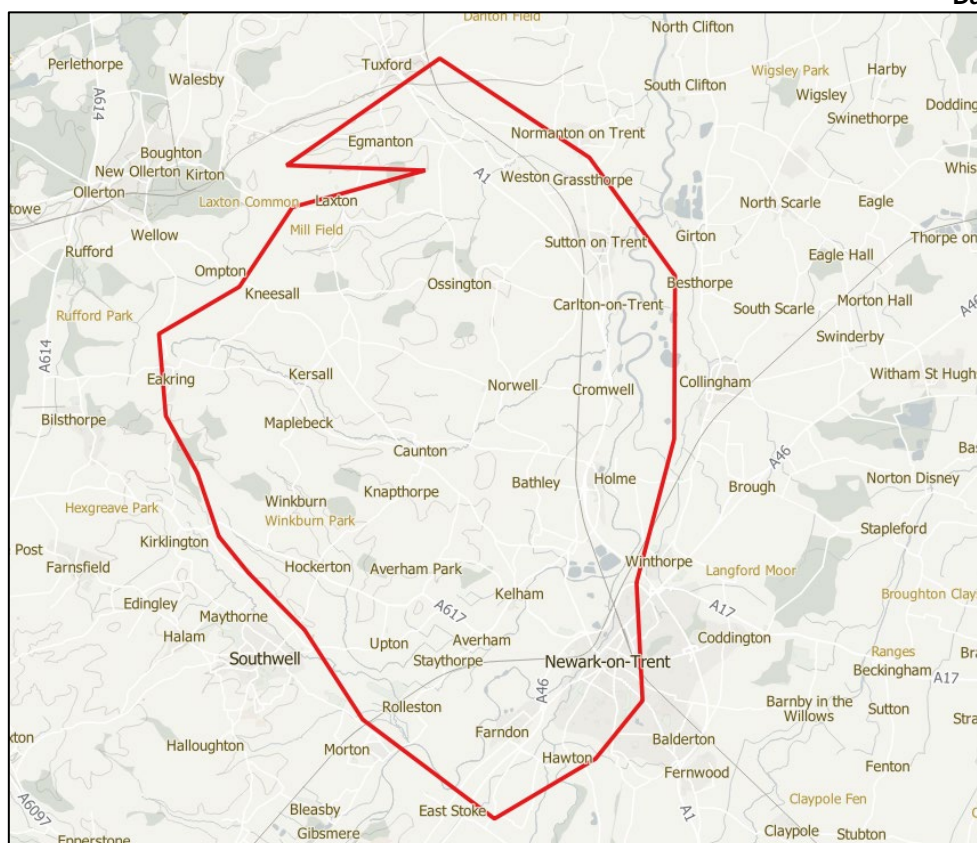 Danton Field
North Clifton
Perlethorpe
Tuxford
Walesby
South Clifton
Wigsley Park
Harby
A614
Wigsley
Swinethorpe
Normanton on Trent
Egmanton
Boughton
New Ollerton
Kirton
A1
Weston
Grassthorpe
Ollerton
Laxton Common
Laxton
North Scarle
Eagle
Wellow
Mill Field
Girton
Rufford
Sutton on Trent
Eagle Hall
Ompton
Kneesall
Ossington
Besthorpe
Rufford Park
Carlton-on-Trent
South Scarle
Morton Hall
Swinderby
A614
Eakring
Kersall
Norwell
Cromwell
Collingham
Witham St Hugh
Bilsthorpe
Maplebeck
Caunton
A46
Bathley
Holme
Norton Disney
Knapthorpe
Brough
Winkburn
Hexgreave Park
Winkburn Park
Stapleford
Kirklington
Post
Farnsfield
Hockerton
Averham Park
Winthorpe
Langford Moor
Kelham
Broughton Clays
Edingley
Maythorne
A617
A17
Halam
Upton
Averham
Coddington
Southwell
Staythorpe
Newark-on-Trent
Ranges
Beckingham
A17
A46
Barnby in the
Willows
Sutton
Rolleston
Halloughton
Morton
Farndon
Hawton
Balderton
Fernwood
Fenton
A6097
Bleasby
East Stoke
A1
Claypole Fen
Gibsmere
Epperstone
Claypole
Stubton